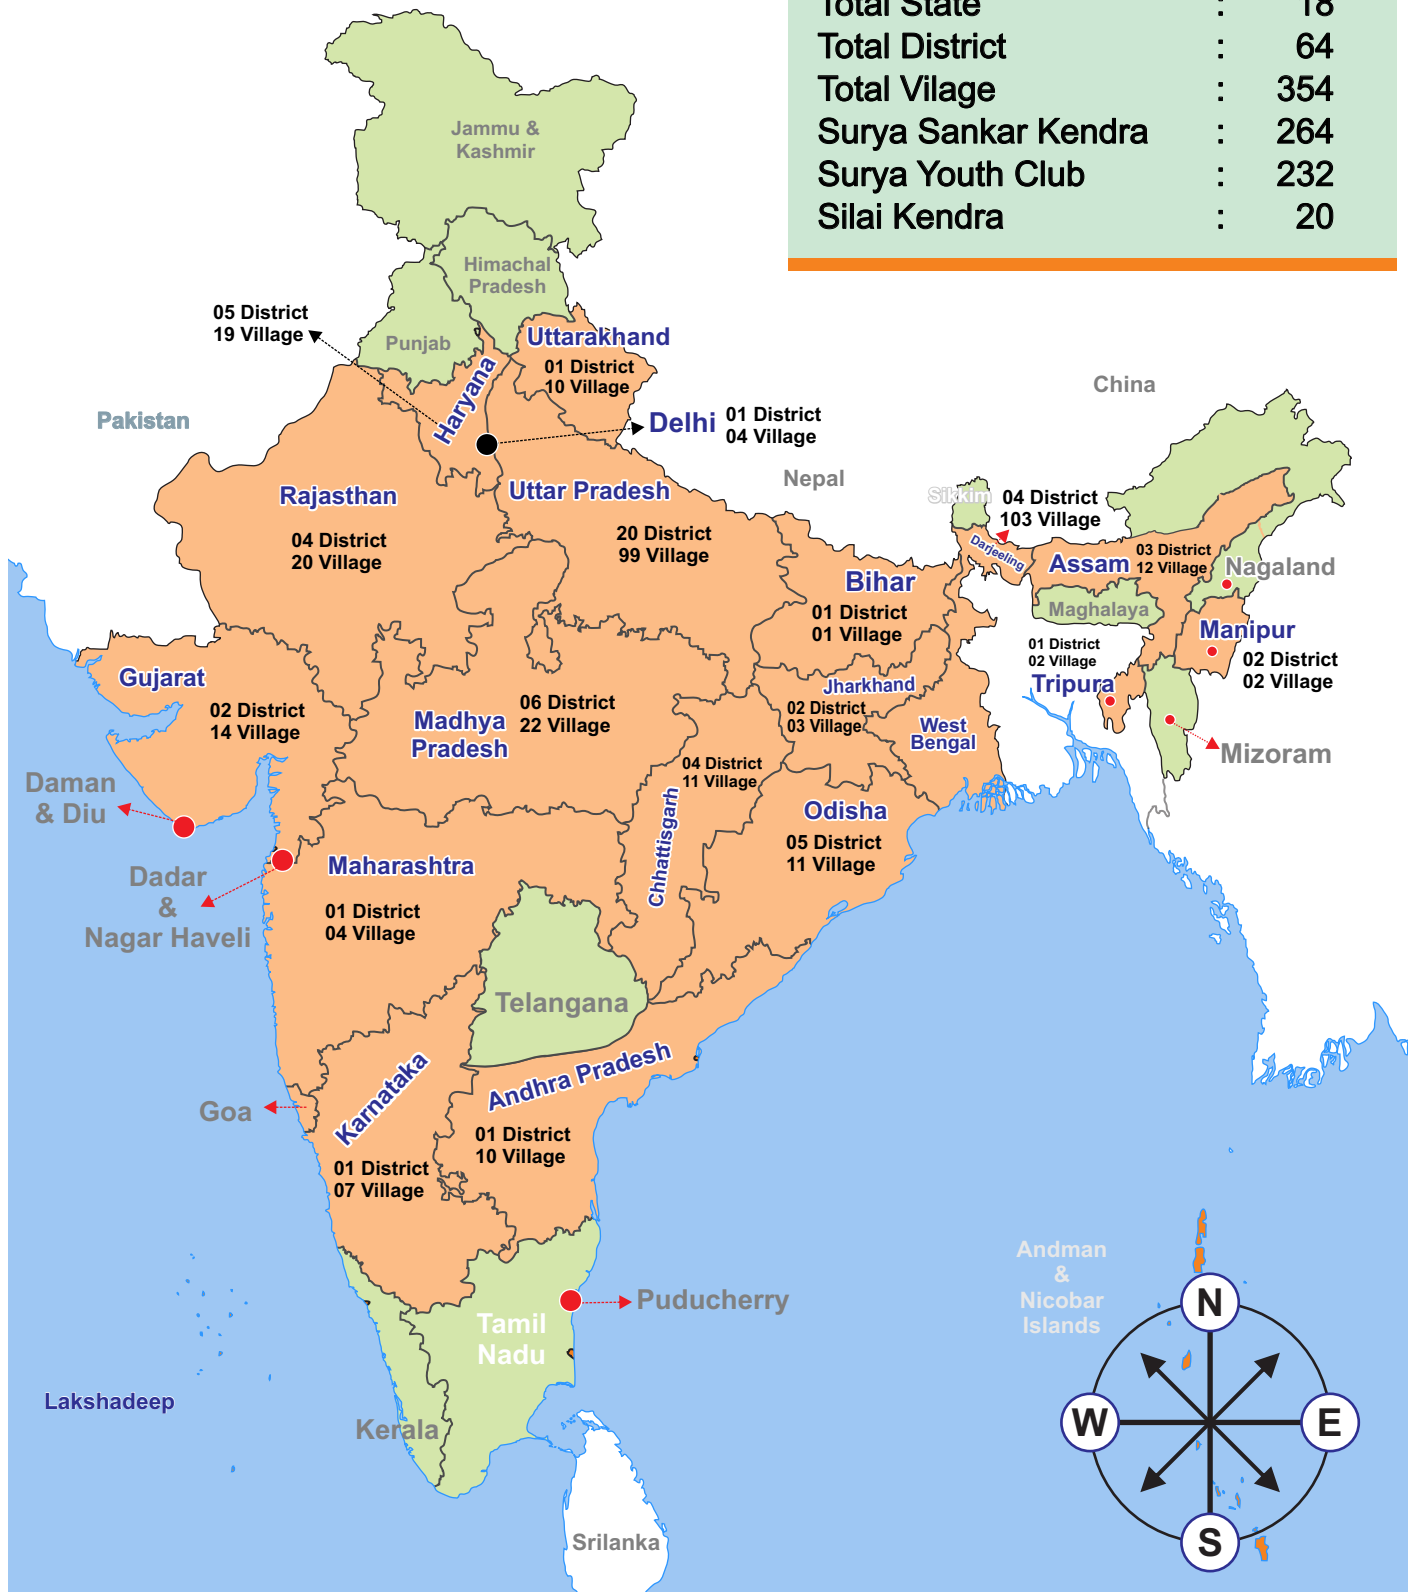 Total State : 18
Total District : 64
Total Vilage : 354
Surya Sankar Kendra : 264
Surya Youth Club : 232
Silai Kendra : 20
Jammu &
Kashmir
Himachal
Pradesh
Punjab
05 District
19 Village
Haryana
Uttarakhand
01 District
10 Village
Delhi
01 District
04 Village
Pakistan
China
Nepal
Rajasthan
04 District
20 Village
Uttar Pradesh
20 District
99 Village
Sikkim
04 District
103 Village
Darjeeling
Assam
03 District
12 Village
Nagaland
Bihar
01 District
01 Village
Maghalaya
Manipur
02 District
02 Village
01 District
02 Village
Tripura
Mizoram
Gujarat
02 District
14 Village
Madhya
Pradesh
06 District
22 Village
Jharkhand
02 District
03 Village
West
Bengal
04 District
11 Village
Chhattisgarh
Odisha
05 District
11 Village
Daman
& Diu
Dadar
&
Nagar Haveli
Maharashtra
01 District
04 Village
Telangana
Andhra Pradesh
01 District
10 Village
Karnataka
01 District
07 Village
Goa
Puducherry
Tamil
Nadu
Kerala
Lakshadeep
Andman
&
Nicobar
Islands
N
W
E
S
Srilanka